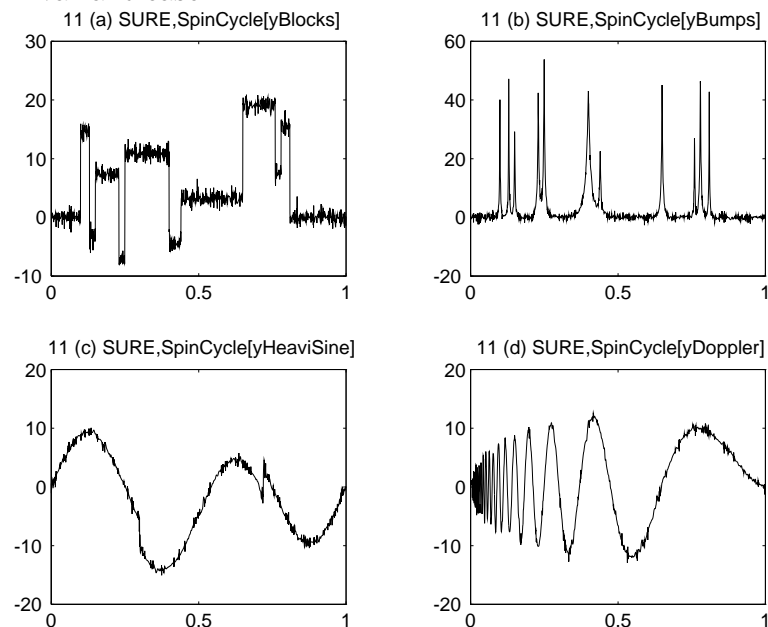 11 (a) SURE,SpinCycle[yBlocks]
30
20
10
0
-10
0 0.5 1
11 (b) SURE,SpinCycle[yBumps]
60
40
20
0
-20
0 0.5 1
11 (c) SURE,SpinCycle[yHeaviSine]
20
10
0
-10
-20
0 0.5 1
11 (d) SURE,SpinCycle[yDoppler]
20
10
0
-10
-20
0 0.5 1